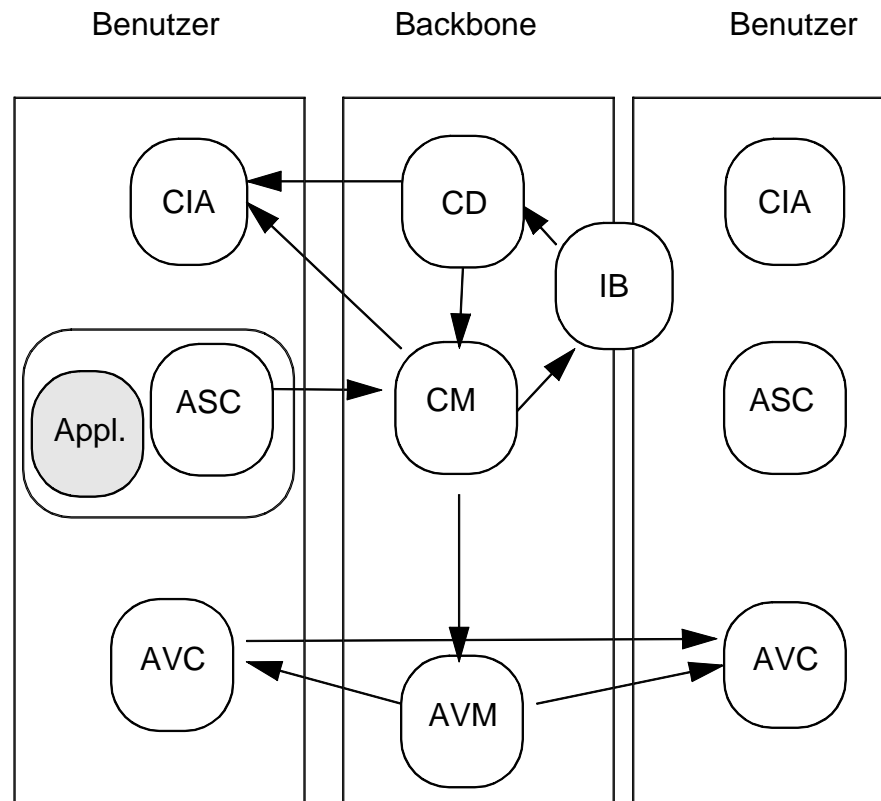 Benutzer Backbone Benutzer
CIA CD CIA
IB
Appl. ASC CM ASC
AVC AVM AVC